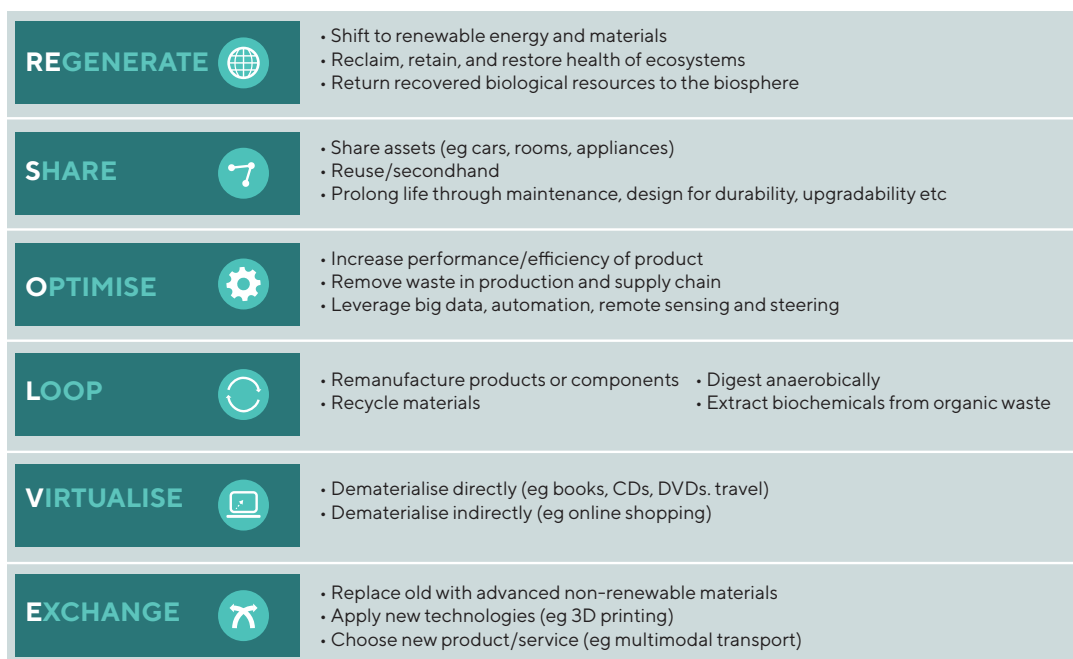 REGENERATE
• Shift to renewable energy and materials
• Reclaim, retain, and restore health of ecosystems
• Return recovered biological resources to the biosphere
SHARE
• Share assets (eg cars, rooms, appliances)
• Reuse/secondhand
• Prolong life through maintenance, design for durability, upgradability etc
OPTIMISE
• Increase performance/efficiency of product
• Remove waste in production and supply chain
• Leverage big data, automation, remote sensing and steering
LOOP
• Remanufacture products or components
• Recycle materials
• Digest anaerobically
• Extract biochemicals from organic waste
VIRTUALISE
• Dematerialise directly (eg books, CDs, DVDs. travel)
• Dematerialise indirectly (eg online shopping)
EXCHANGE
• Replace old with advanced non-renewable materials
• Apply new technologies (eg 3D printing)
• Choose new product/service (eg multimodal transport)